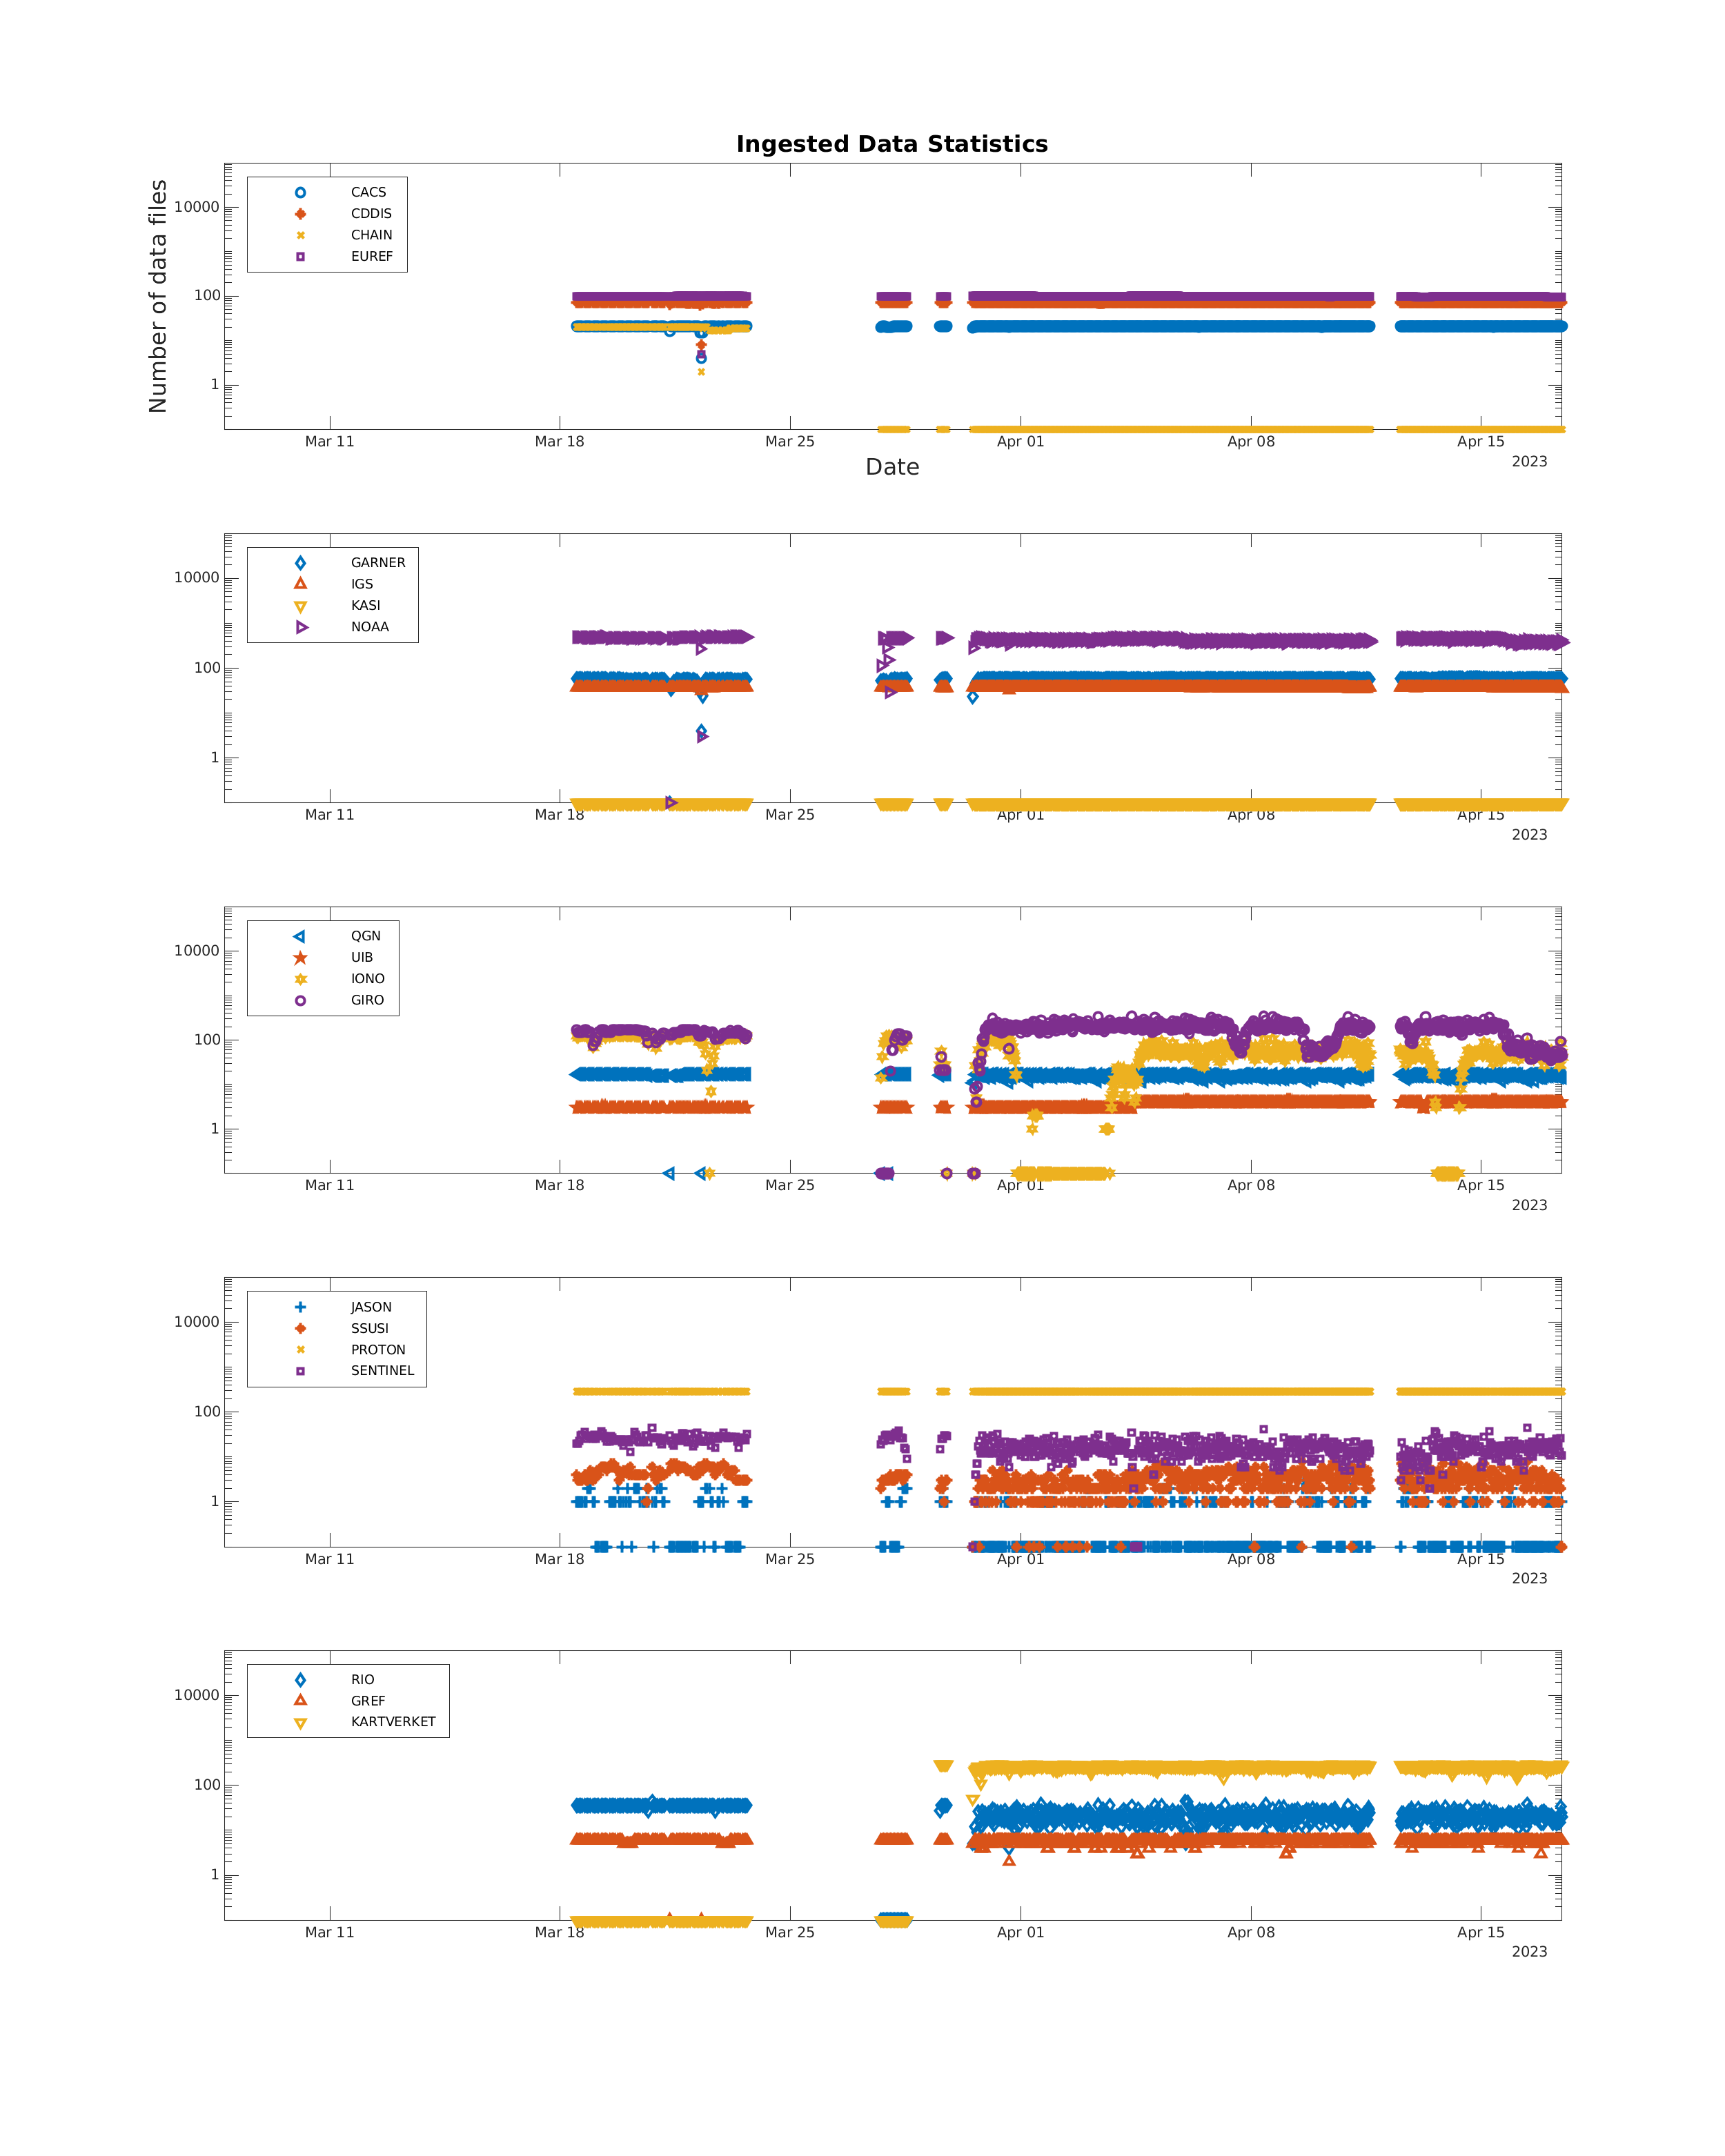 Ingested Data Statistics
Number of data files
CACS
CDDIS
CHAIN
EUREF
10000
100
1
Mar 11 Mar 18 Mar 25 Apr 01 Apr 08 Apr 15
2023
Date
GARNER
IGS
KASI
NOAA
10000
100
1
Mar 11 Mar 18 Mar 25 Apr 01 Apr 08 Apr 15
2023
QGN
UIB
IONO
GIRO
10000
100
1
Mar 11 Mar 18 Mar 25 Apr 01 Apr 08 Apr 15
2023
JASON
SSUSI
PROTON
SENTINEL
10000
100
1
Mar 11 Mar 18 Mar 25 Apr 01 Apr 08 Apr 15
2023
RIO
GREF
KARTVERKET
10000
100
1
Mar 11 Mar 18 Mar 25 Apr 01 Apr 08 Apr 15
2023